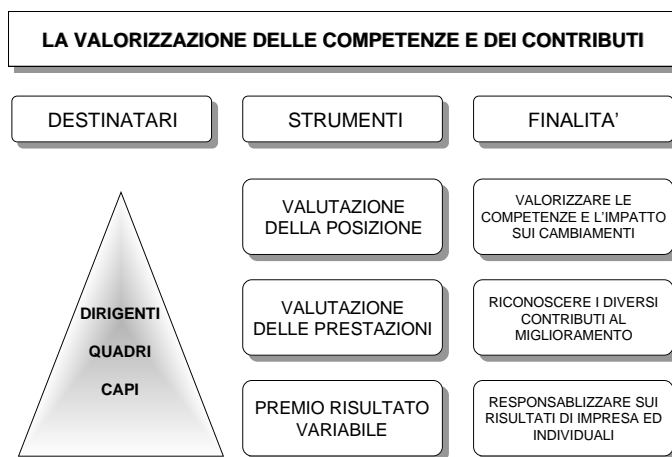 LA VALORIZZAZIONE DELLE COMPETENZE E DEI CONTRIBUTI
DESTINATARI
STRUMENTI
FINALITA'
DIRIGENTI
QUADRI
CAPI
VALUTAZIONE
DELLA POSIZIONE
VALORIZZARE LE
COMPETENZE E L'IMPATTO
SUI CAMBIAMENTI
VALUTAZIONE
DELLE PRESTAZIONI
RICONOSCERE I DIVERSI
CONTRIBUTI AL
MIGLIORAMENTO
PREMIO RISULTATO
VARIABILE
RESPONSABLIZZARE SUI
RISULTATI DI IMPRESA ED
INDIVIDUALI